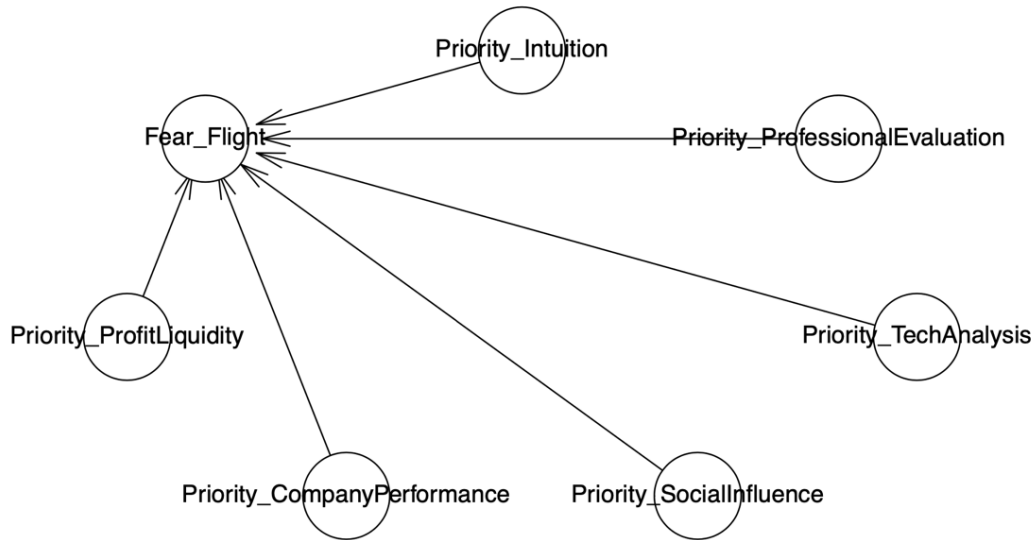 Priority_Intuition
Fear_Flight
Priority_ProfessionalEvaluation
Priority_ProfitLiquidity
Priority_TechAnalysis
Priority_CompanyPerformance
Priority_SocialInfluence